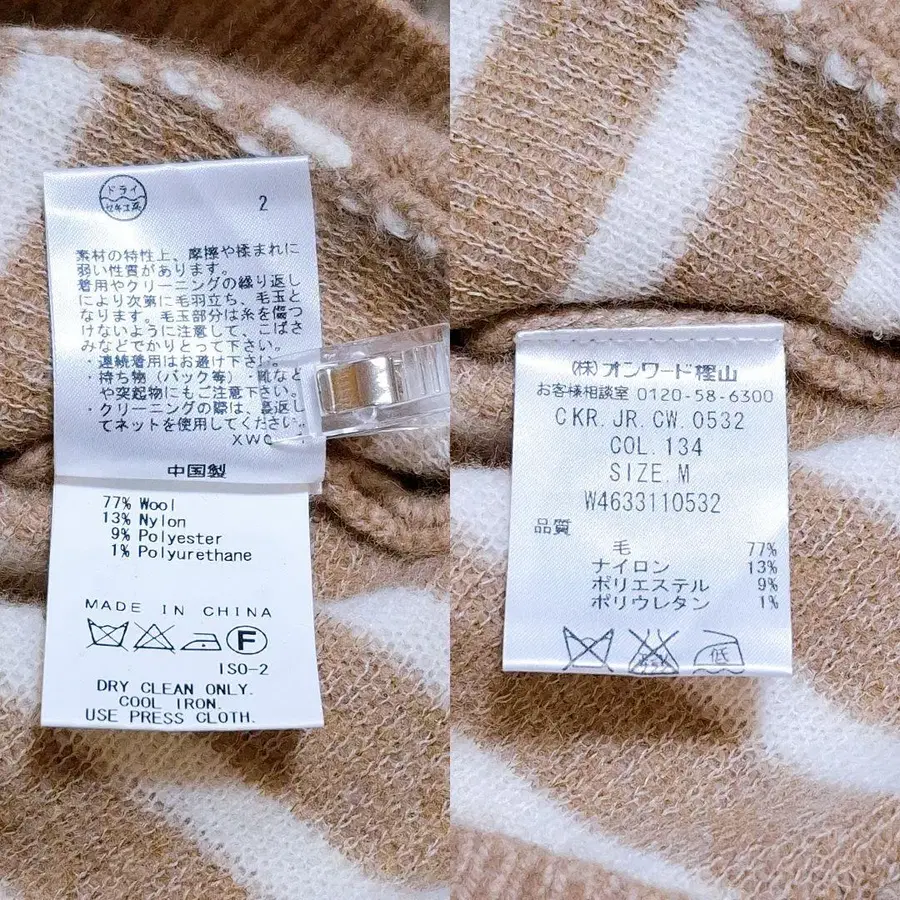 ドライ
セキユ系
2
素材の特性上、摩擦や揉まれに
弱い性質があります。
着用やクリーニングの繰り返し
により次第に毛羽立ち、毛玉と
なります。毛玉部分は糸を傷つ
けないように注意して、こばさ
みなどでかりとって下さい。
・連続着用はお避け下さい。
・持ち物（バック等）・靴など
や突起物にもご注意下さい。
・クリーニングの際は、裏返し
てネットを使用してください。
中国製
77% Wool
13% Nylon
9% Polyester
1% Polyurethane
MADE IN CHINA
F
ISO-2
DRY CLEAN ONLY.
COOL IRON.
USE PRESS CLOTH.
(株)オンワード樫山
お客様相談室 0120-58-6300
CKR.JR.CW.0532
COL.134
SIZE.M
W4633110532
品質
毛 77%
ナイロン 13%
ポリエステル 9%
ポリウレタン 1%
低